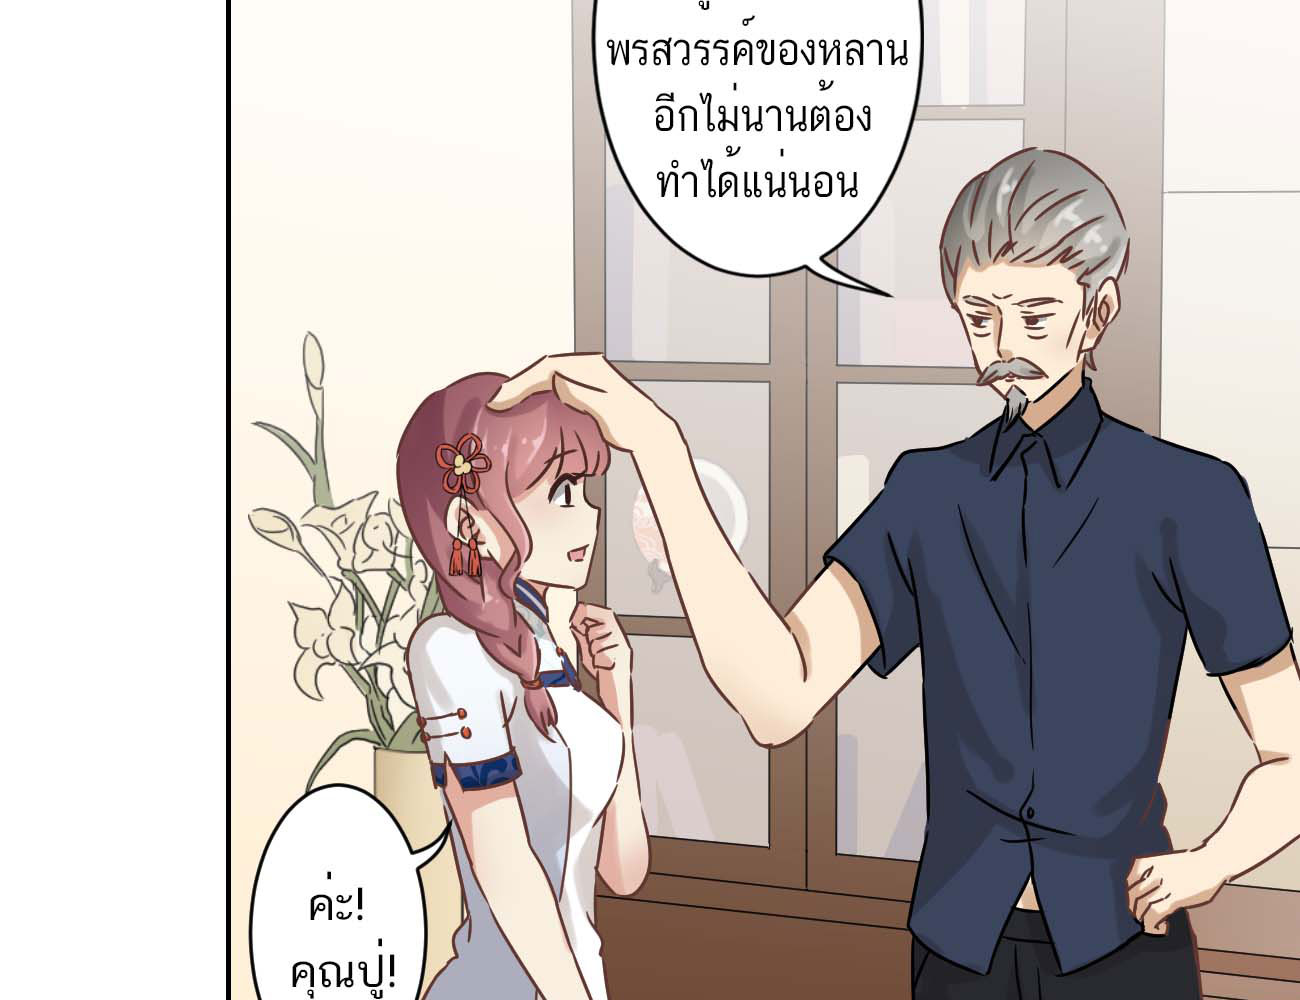 พรสวรรค์ของหลาน
อีกไม่นานต้อง
ทำได้แน่นอน
ค่ะ!
คุณปู่!